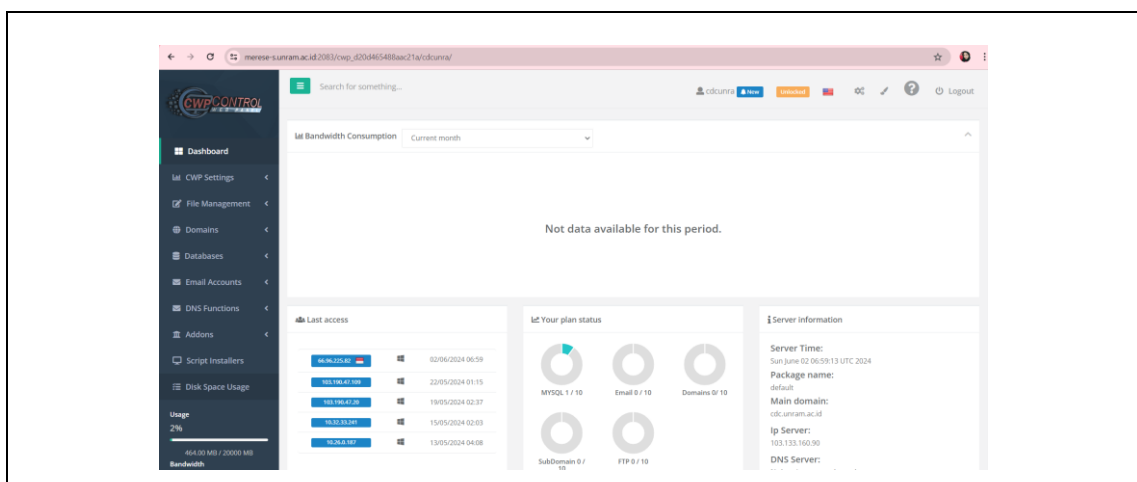 merese-s.unram.ac.id:2083/cwp_d20d465488aac21a/cdcunra/
CWPCONTROL
WEB PANEL
Search for something...
cdcunra New Unlocked Logout
Dashboard
CWP Settings
File Management
Domains
Databases
Email Accounts
DNS Functions
Addons
Script Installers
Disk Space Usage
Usage
2%
464.00 MB / 20000 MB
Bandwidth
Bandwidth Consumption Current month
Not data available for this period.
Last access
66.96.225.82 02/06/2024 06:59
103.190.47.109 22/05/2024 01:15
103.190.47.20 19/05/2024 02:37
10.32.33.241 15/05/2024 02:03
10.26.0.187 13/05/2024 04:08
Your plan status
MYSQL 1 / 10 Email 0 / 10 Domains 0/ 10
SubDomain 0 / 10 FTP 0 / 10
Server information
Server Time:
Sun June 02 06:59:13 UTC 2024
Package name:
default
Main domain:
cdc.unram.ac.id
Ip Server:
103.133.160.90
DNS Server: